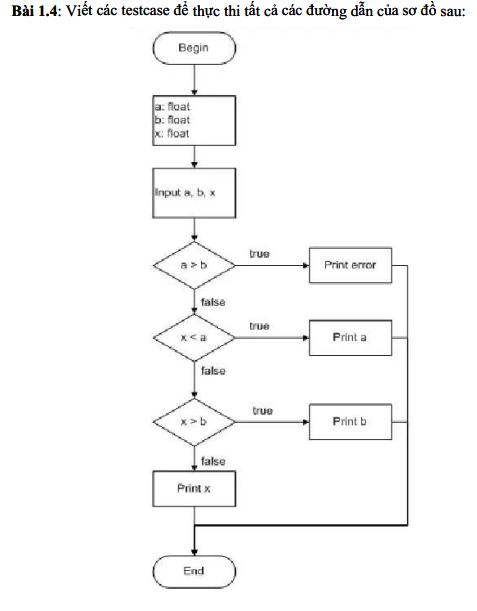 Bài 1.4: Viết các testcase để thực thi tất cả các đường dẫn của sơ đồ sau:
Begin
a: float
b: float
x: float
Input a, b, x
a > b
true
Print error
false
x < a
true
Print a
false
x > b
true
Print b
false
Print x
End